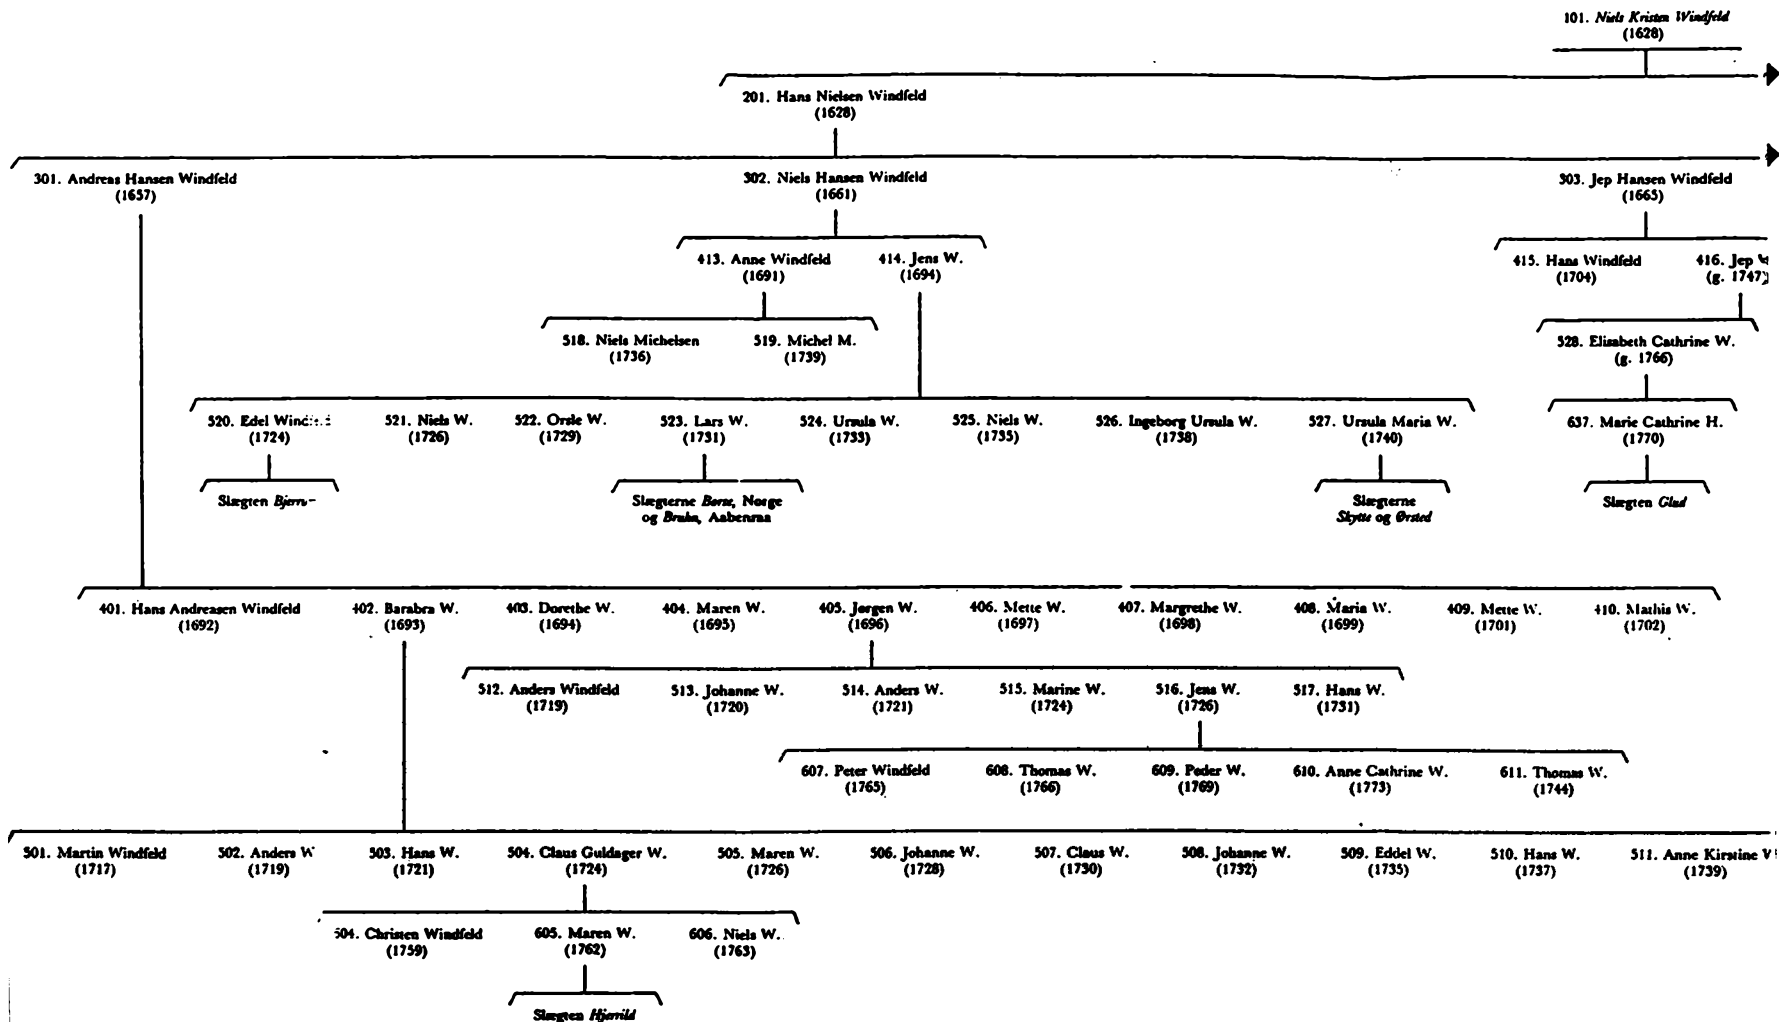 101. Niels Kristen Windfeld
(1628)
201. Hans Nielsen Windfeld
(1628)
301. Andreas Hansen Windfeld
(1657)
302. Niels Hansen Windfeld
(1661)
303. Jep Hansen Windfeld
(1665)
413. Anne Windfeld
(1691)
414. Jens W.
(1694)
415. Hans Windfeld
(1704)
416. Jep
(g. 1747)
518. Niels Michelsen
(1736)
519. Michel M.
(1739)
528. Elisabeth Cathrine W.
(g. 1766)
520. Edel
(1724)
521. Niels W.
(1726)
522. Orsle W.
(1729)
523. Lars W.
(1731)
524. Ursula W.
(1733)
525. Niels W.
(1735)
526. Ingeborg Ursula W.
(1738)
527. Ursula Maria W.
(1740)
637. Marie Cathrine H.
(1770)
Slægten
Slægterne Norge
og Bruhn, Aabenraa
Slægterne
Skytte og Ørsted
Slægten Glud
401. Hans Andreasen Windfeld
(1692)
402. Barabra W.
(1693)
403. Dorethe W.
(1694)
404. Maren W.
(1695)
405. Jørgen W.
(1696)
406. Mette W.
(1697)
407. Margrethe W.
(1698)
408. Maria W.
(1699)
409. Mette W.
(1701)
410. Mathis W.
(1702)
512. Anders Windfeld
(1719)
513. Johanne W.
(1720)
514. Anders W.
(1721)
515. Marine W.
(1724)
516. Jens W.
(1726)
517. Hans W.
(1731)
607. Peter Windfeld
(1765)
608. Thomas W.
(1766)
609. Peder W.
(1769)
610. Anne Cathrine W.
(1773)
611. Thomas W.
(1744)
501. Martin Windfeld
(1717)
502. Anders W
(1719)
503. Hans W.
(1721)
504. Claus Guldager W.
(1724)
505. Maren W.
(1726)
506. Johanne W.
(1728)
507. Claus W.
(1730)
508. Johanne W.
(1732)
509. Eddel W.
(1735)
510. Hans W.
(1737)
511. Anne Kirstine
(1739)
604. Christen Windfeld
(1759)
605. Maren W.
(1762)
606. Niels W.
(1763)
Slægten Hjerrild